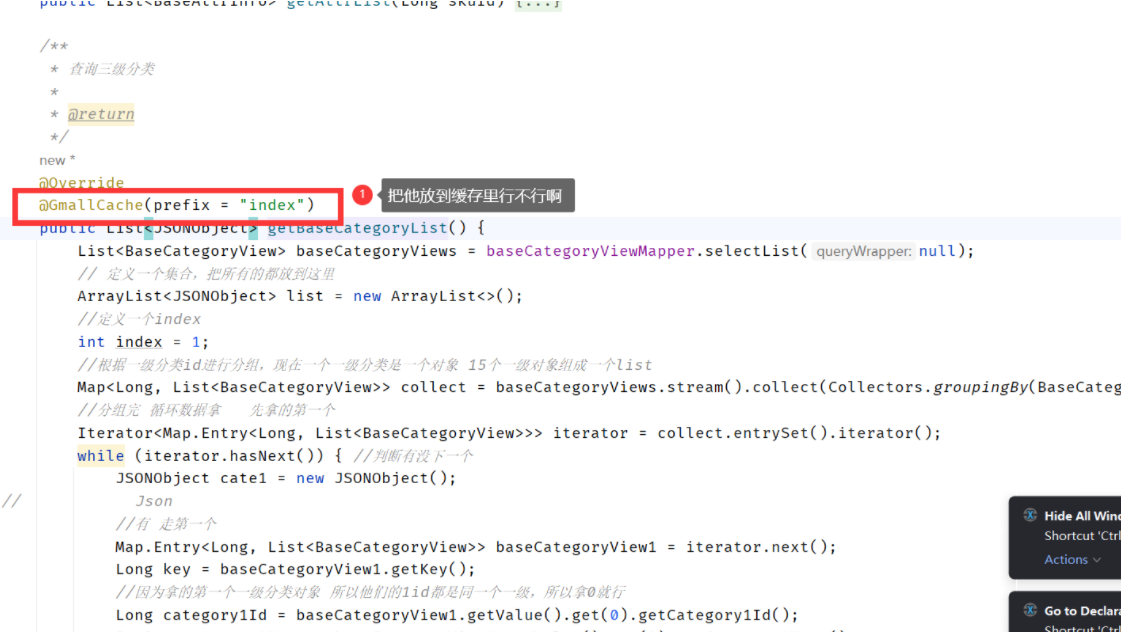 public List<BaseAttrInfo> getAttrList(Long skuId) {...}
/**
* 查询三级分类
*
* @return
*/
new *
@Override
@GmallCache(prefix = "index")
1 把他放到缓存里行不行啊
public List<JSONObject> getBaseCategoryList() {
List<BaseCategoryView> baseCategoryViews = baseCategoryViewMapper.selectList( queryWrapper: null);
// 定义一个集合，把所有的都放到这里
ArrayList<JSONObject> list = new ArrayList<>();
//定义一个index
int index = 1;
//根据一级分类id进行分组，现在一个一级分类是一个对象 15个一级对象组成一个list
Map<Long, List<BaseCategoryView>> collect = baseCategoryViews.stream().collect(Collectors.groupingBy(BaseCateg
//分组完 循环数据拿 先拿的第一个
Iterator<Map.Entry<Long, List<BaseCategoryView>>> iterator = collect.entrySet().iterator();
while (iterator.hasNext()) { //判断有没下一个
JSONObject cate1 = new JSONObject();
// Json
//有 走第一个
Map.Entry<Long, List<BaseCategoryView>> baseCategoryView1 = iterator.next();
Long key = baseCategoryView1.getKey();
//因为拿的第一个一级分类对象 所以他们的1id都是同一个一级，所以拿0就行
Long category1Id = baseCategoryView1.getValue().get(0).getCategory1Id();
Hide All Wind
Shortcut 'Ctrl
Actions
Go to Declara
Shortcut 'Ctrl